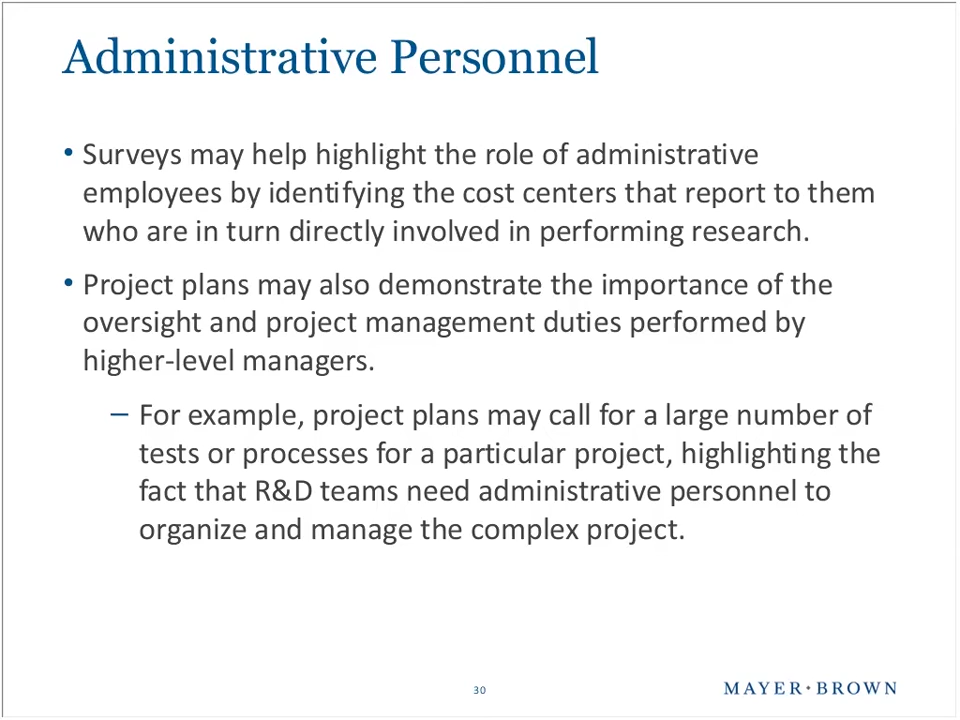 Administrative Personnel
• Surveys may help highlight the role of administrative
employees by identifying the cost centers that report to them
who are in turn directly involved in performing research.
• Project plans may also demonstrate the importance of the
oversight and project management duties performed by
higher-level managers.
– For example, project plans may call for a large number of
tests or processes for a particular project, highlighting the
fact that R&D teams need administrative personnel to
organize and manage the complex project.
30
MAYER•BROWN